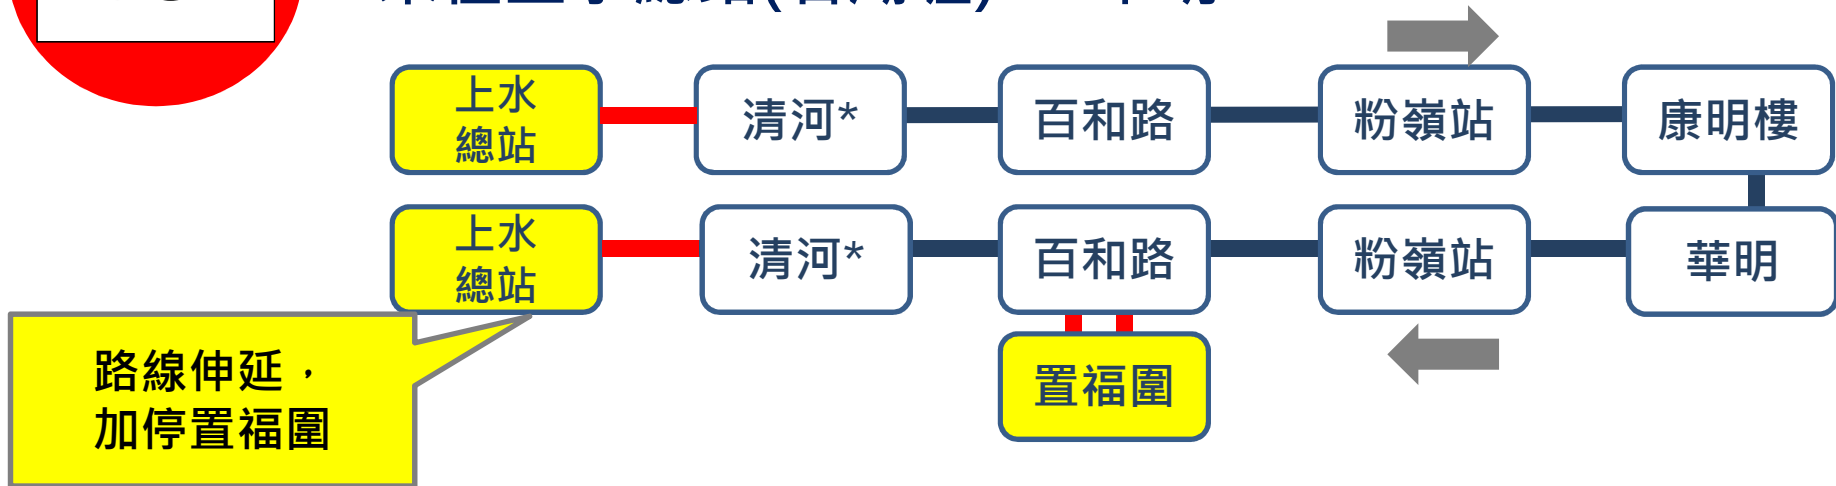 上水
總站
清河*
百和路
粉嶺站
康明樓
上水
總站
清河*
百和路
粉嶺站
華明
置福圍
路線伸延，
加停置福圍